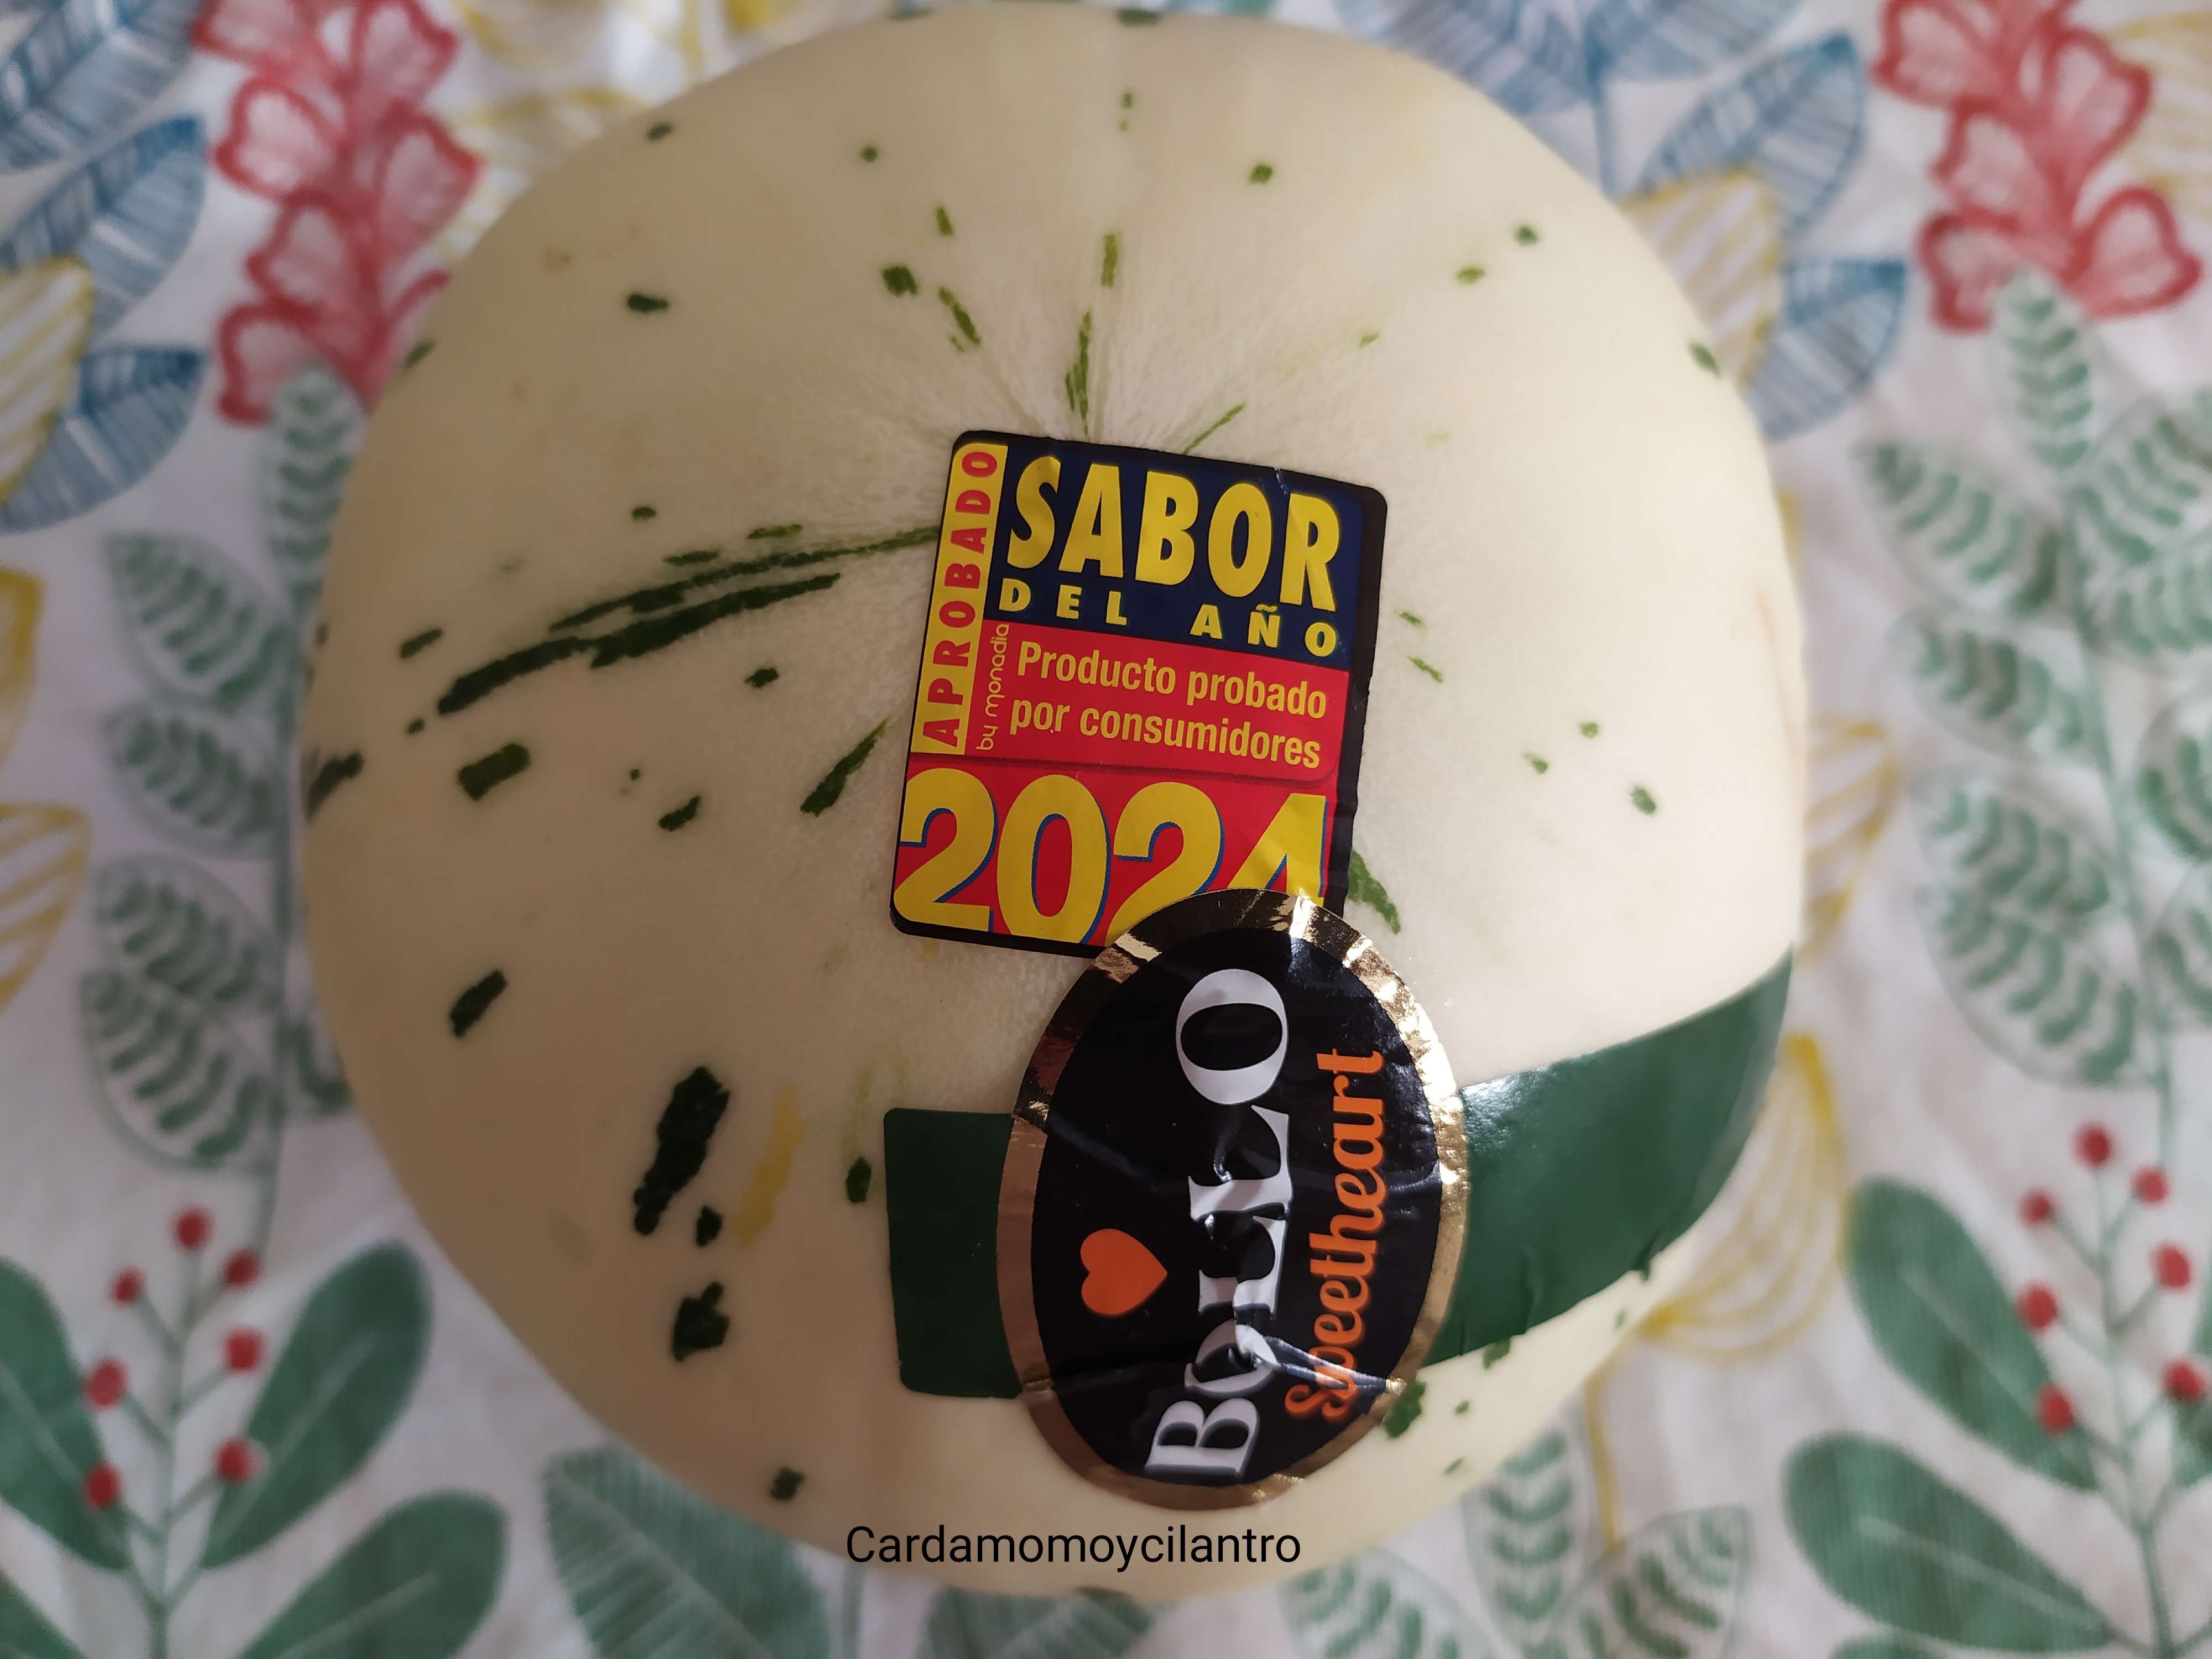 APROBADO
SABOR
DEL AÑO
by monadia
Producto probado
por consumidores
2024
BOLLO
Sweetheart
Cardamomoycilantro